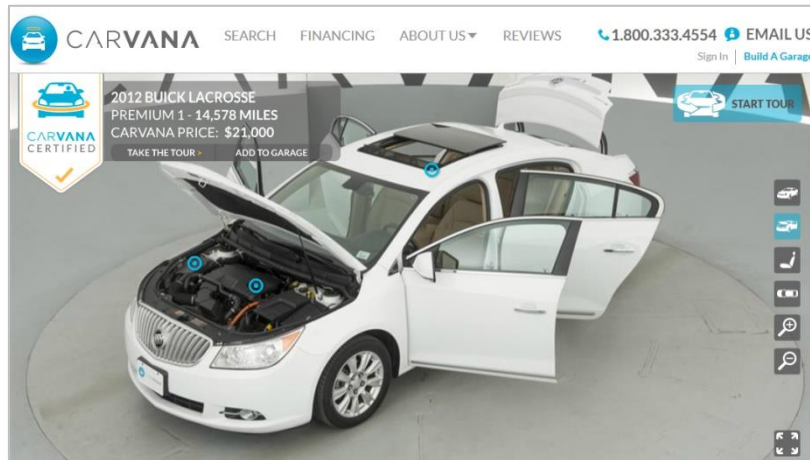 CARVANA
SEARCH FINANCING ABOUT US REVIEWS 1.800.333.4554 EMAIL US
Sign In | Build A Garage
CARVANA
CERTIFIED
2012 BUICK LACROSSE
PREMIUM 1 - 14,578 MILES
CARVANA PRICE: $21,000
TAKE THE TOUR > ADD TO GARAGE
START TOUR